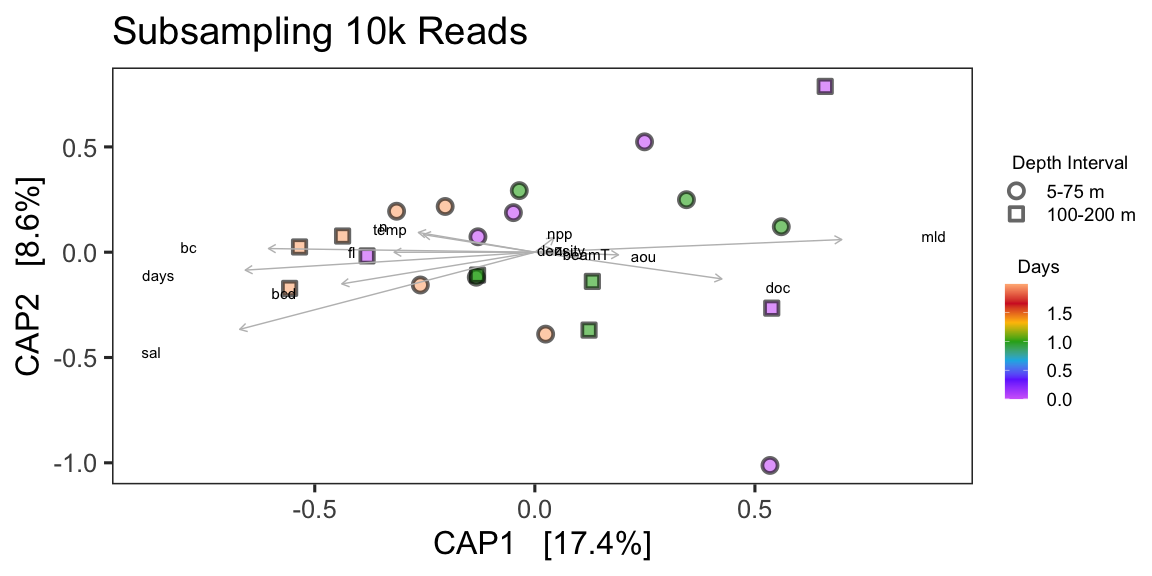 Subsampling 10k Reads
CAP2 [8.6%]
0.5
0.0
-0.5
-1.0
-0.5
0.0
0.5
CAP1 [17.4%]
bc
days
sal
bcd
fl
temp
npp
density
beamT
aou
mld
doc
Depth Interval
5-75 m
100-200 m
Days
1.5
1.0
0.5
0.0